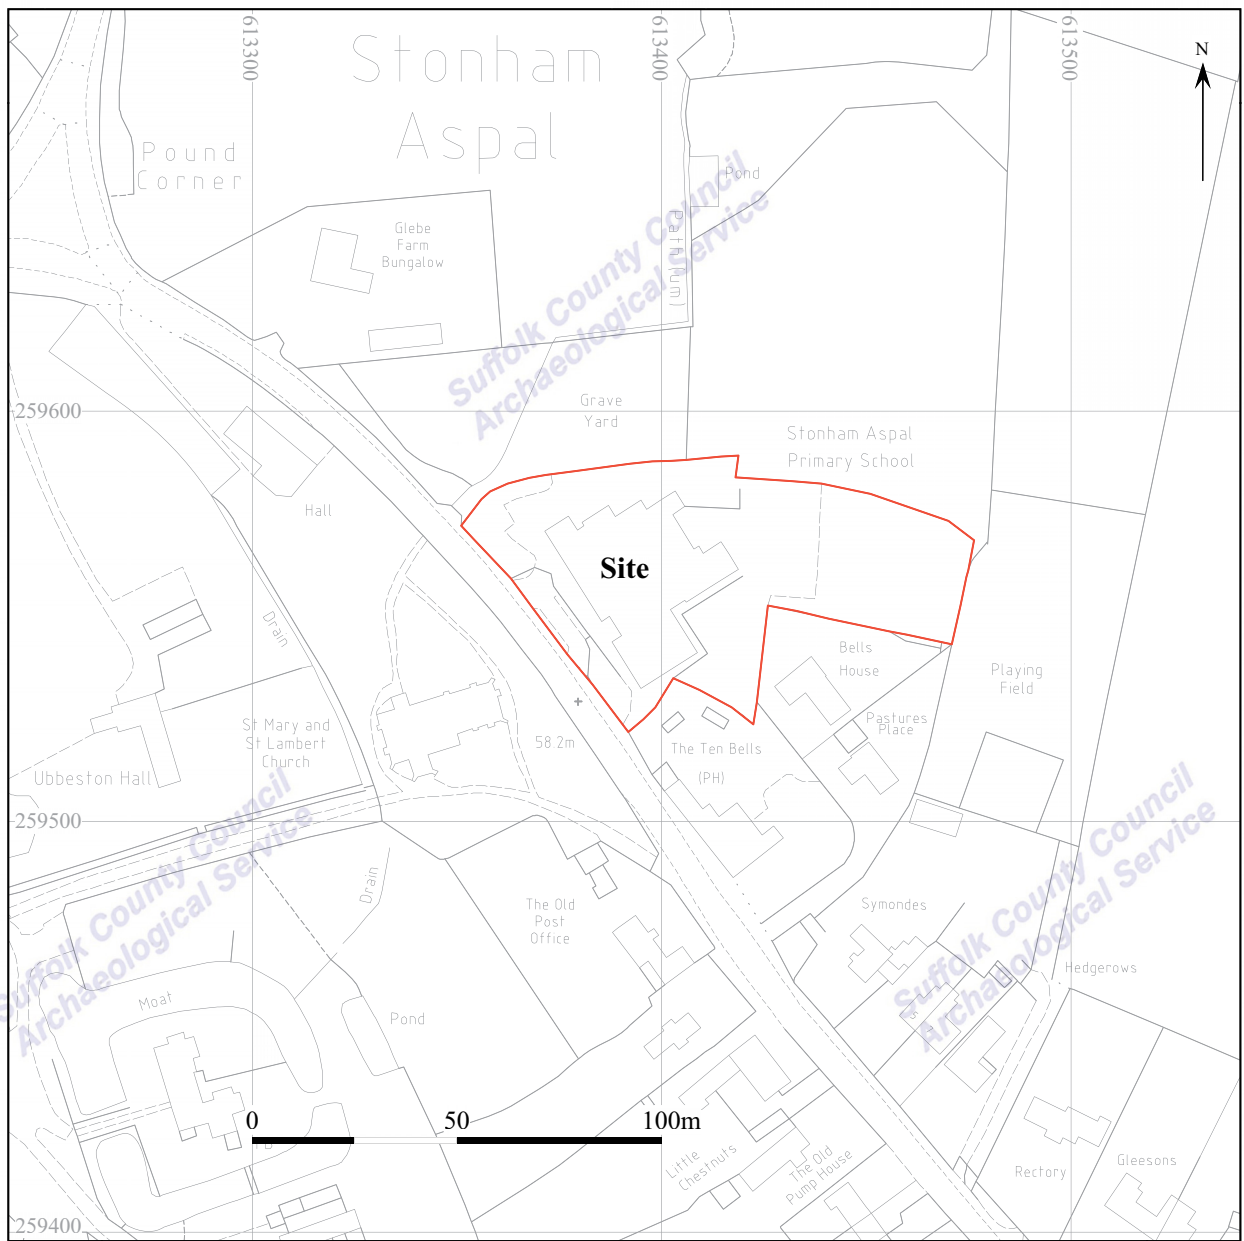 613300
613400
613500
N
Stonham
Aspal
Pound
Corner
Pond
Path (um)
Glebe
Farm
Bungalow
Suffolk County Council
Archaeological Service
259600
Grave
Yard
Stonham Aspal
Primary School
Hall
Site
Drain
Bells
House
Playing
Field
St Mary and
St Lambert
Church
58.2m
Pastures
Place
The Ten Bells
(PH)
Ubbeston Hall
259500
Suffolk County Council
Archaeological Service
Suffolk County Council
Archaeological Service
Drain
The Old
Post
Office
Symondes
Hedgerows
Moat
Pond
0
50
100m
Little
Chestnuts
The Old
Pump House
Rectory
Gleesons
259400